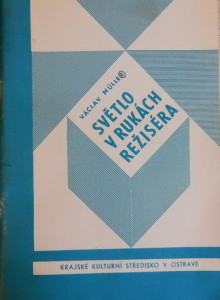 VÁCLAV MÜLLER
SVĚTLO
V RUKÁCH
REŽISÉRA
KRAJSKÉ KULTURNÍ STŘEDISKO V OSTRAVĚ